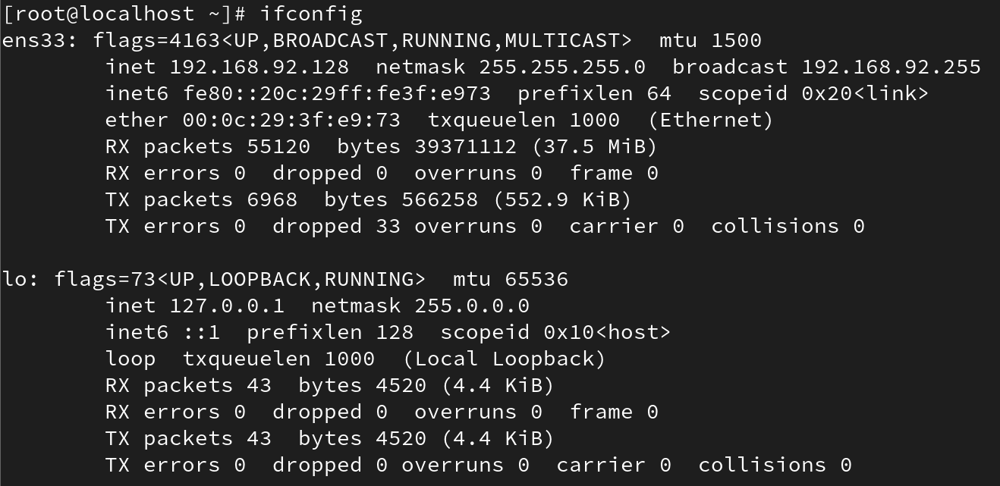 [root@localhost ~]# ifconfig
ens33: flags=4163<UP,BROADCAST,RUNNING,MULTICAST>  mtu 1500
        inet 192.168.92.128  netmask 255.255.255.0  broadcast 192.168.92.255
        inet6 fe80::20c:29ff:fe3f:e973  prefixlen 64  scopeid 0x20<link>
        ether 00:0c:29:3f:e9:73  txqueuelen 1000  (Ethernet)
        RX packets 55120  bytes 39371112 (37.5 MiB)
        RX errors 0  dropped 0  overruns 0  frame 0
        TX packets 6968  bytes 566258 (552.9 KiB)
        TX errors 0  dropped 33 overruns 0  carrier 0  collisions 0

lo: flags=73<UP,LOOPBACK,RUNNING>  mtu 65536
        inet 127.0.0.1  netmask 255.0.0.0
        inet6 ::1  prefixlen 128  scopeid 0x10<host>
        loop  txqueuelen 1000  (Local Loopback)
        RX packets 43  bytes 4520 (4.4 KiB)
        RX errors 0  dropped 0  overruns 0  frame 0
        TX packets 43  bytes 4520 (4.4 KiB)
        TX errors 0  dropped 0 overruns 0  carrier 0  collisions 0